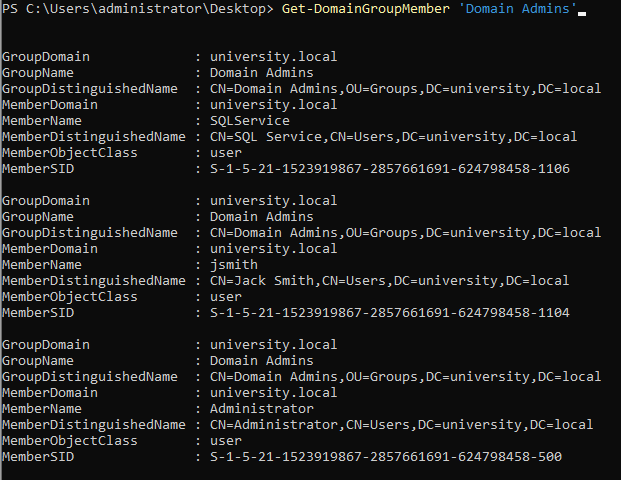 PS C:\Users\administrator\Desktop> Get-DomainGroupMember 'Domain Admins'
GroupDomain : university.local
GroupName : Domain Admins
GroupDistinguishedName : CN=Domain Admins,OU=Groups,DC=university,DC=local
MemberDomain : university.local
MemberName : SQLService
MemberDistinguishedName : CN=SQL Service,CN=Users,DC=university,DC=local
MemberObjectClass : user
MemberSID : S-1-5-21-1523919867-2857661691-624798458-1106
GroupDomain : university.local
GroupName : Domain Admins
GroupDistinguishedName : CN=Domain Admins,OU=Groups,DC=university,DC=local
MemberDomain : university.local
MemberName : jsmith
MemberDistinguishedName : CN=Jack Smith,CN=Users,DC=university,DC=local
MemberObjectClass : user
MemberSID : S-1-5-21-1523919867-2857661691-624798458-1104
GroupDomain : university.local
GroupName : Domain Admins
GroupDistinguishedName : CN=Domain Admins,OU=Groups,DC=university,DC=local
MemberDomain : university.local
MemberName : Administrator
MemberDistinguishedName : CN=Administrator,CN=Users,DC=university,DC=local
MemberObjectClass : user
MemberSID : S-1-5-21-1523919867-2857661691-624798458-500